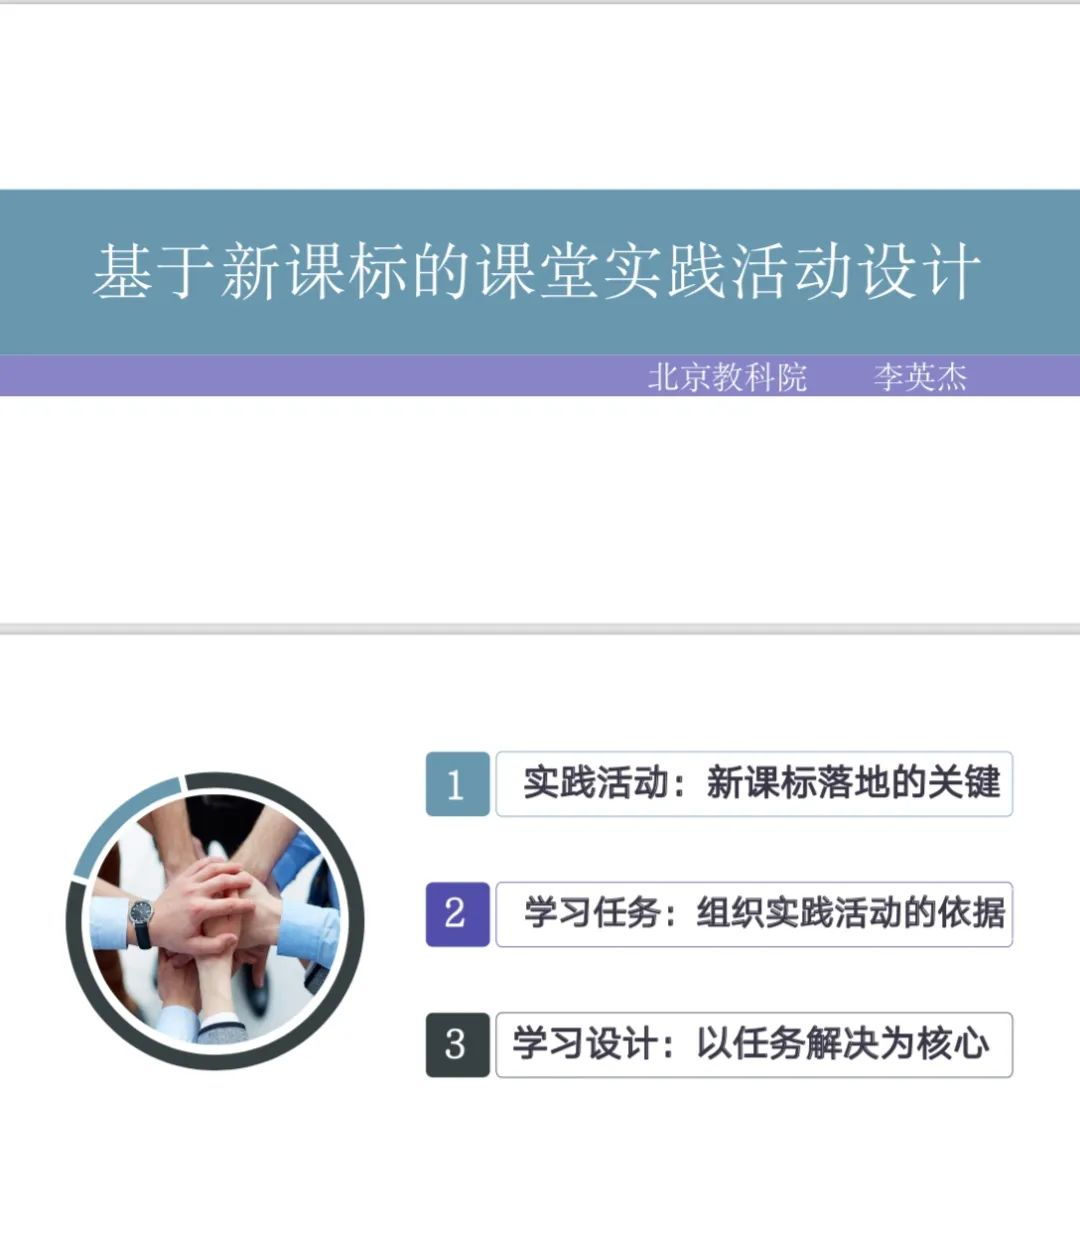 基于新课标的课堂实践活动设计
北京教科院 李英杰
1 实践活动：新课标落地的关键
2 学习任务：组织实践活动的依据
3 学习设计：以任务解决为核心